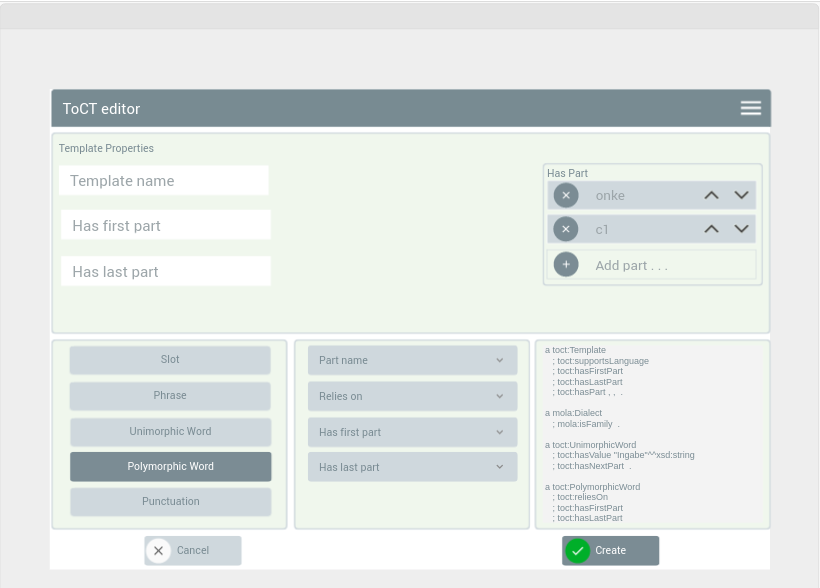 ToCT editor
Template Properties
Template name
Has first part
Has last part
Has Part
onke
c1
Add part . . .
Slot
Phrase
Unimorphic Word
Polymorphic Word
Punctuation
Part name
Relies on
Has first part
Has last part
a toct:Template
; toct:supportsLanguage
; toct:hasFirstPart
; toct:hasLastPart
; toct:hasPart , , .
a mola:Dialect
; mola:isFamily .
a toct:UnimorphicWord
; toct:hasValue "Ingabe"^^xsd:string
; toct:hasNextPart .
a toct:PolymorphicWord
; toct:reliesOn
; toct:hasFirstPart
; toct:hasLastPart
Cancel
Create